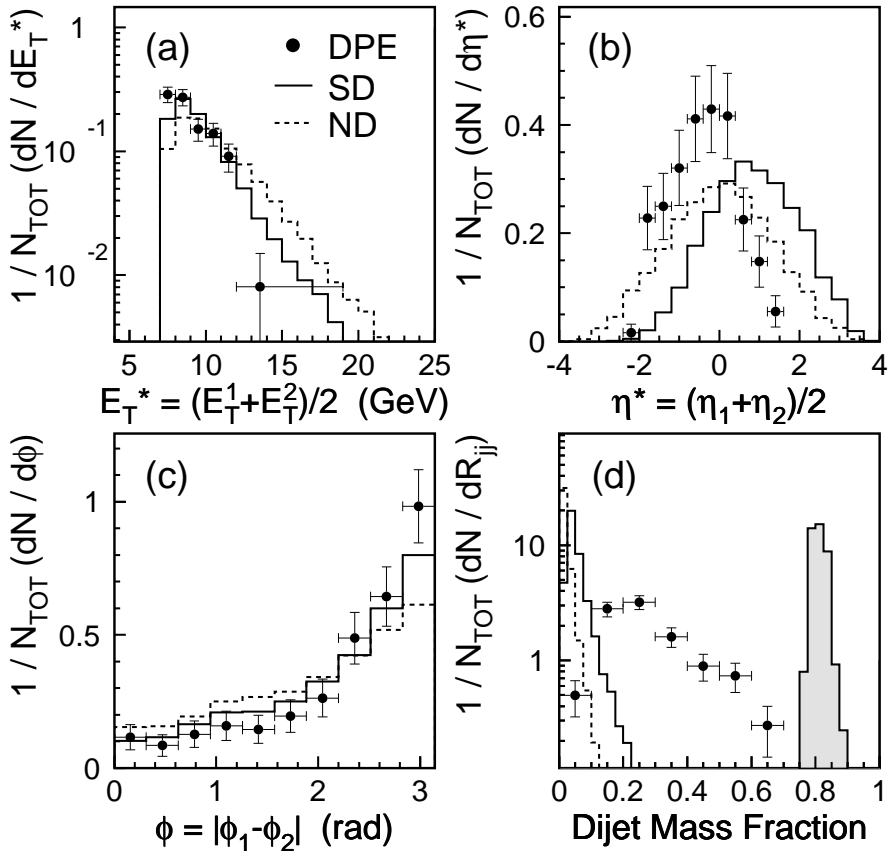 1 / N_TOT (dN / dE_T*)
1
10 -1
10 -2
(a)
DPE
SD
ND
5 10 15 20 25
E_T* = (E_T^1+E_T^2)/2 (GeV)
1 / N_TOT (dN / dη*)
0.6
0.4
0.2
0
(b)
-4 -2 0 2 4
η* = (η_1+η_2)/2
1 / N_TOT (dN / dϕ)
1
0.5
0
(c)
0 1 2 3
ϕ = |ϕ_1-ϕ_2| (rad)
1 / N_TOT (dN / dR_jj)
10
1
(d)
0 0.2 0.4 0.6 0.8 1
Dijet Mass Fraction